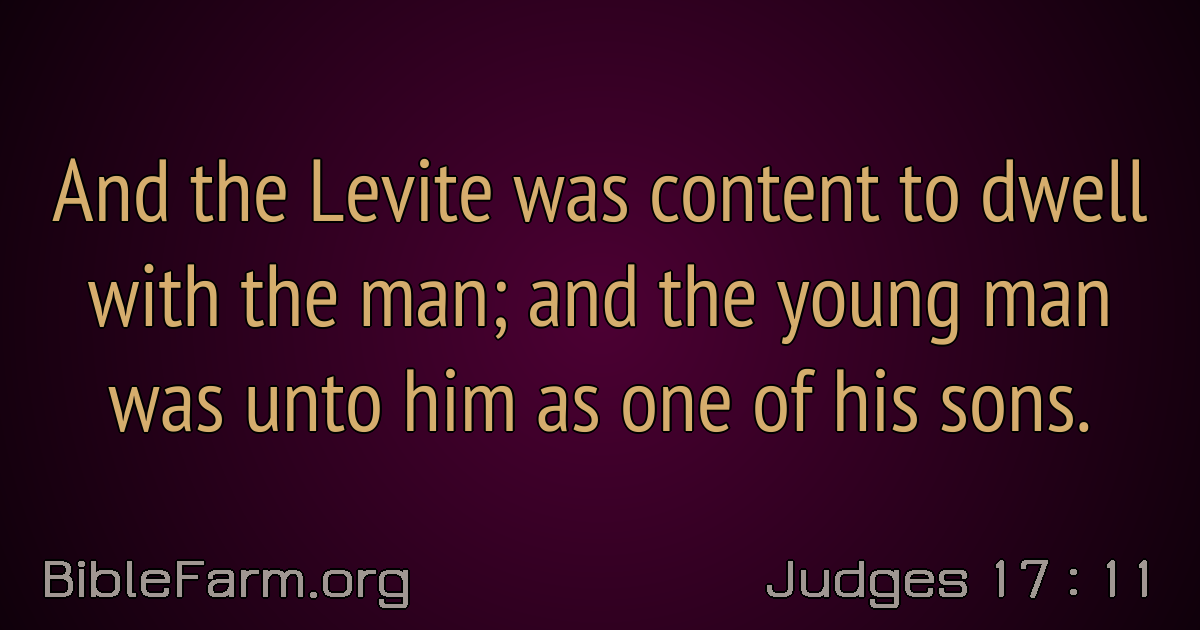 And the Levite was content to dwell
with the man; and the young man
was unto him as one of his sons.
BibleFarm.org
Judges 17:11